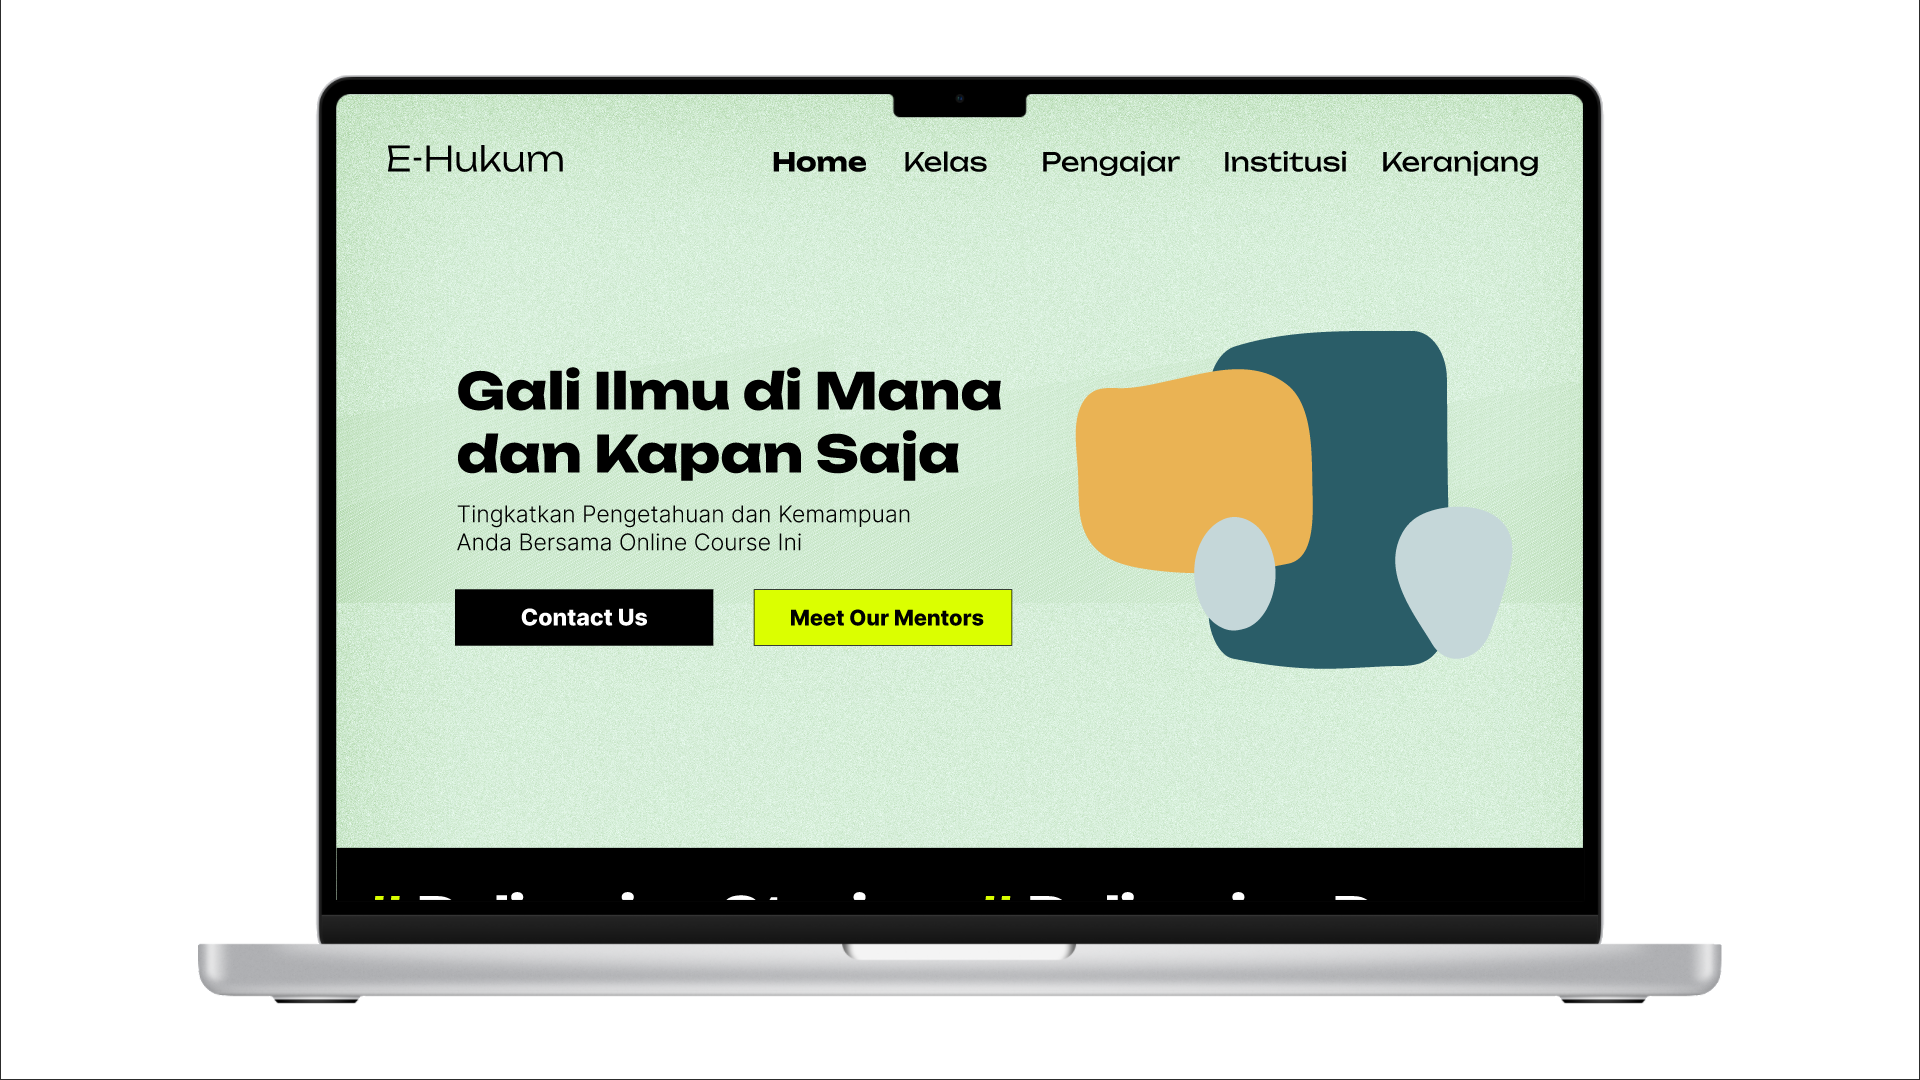 E-Hukum
Home Kelas Pengajar Institusi Keranjang
Gali Ilmu di Mana
dan Kapan Saja
Tingkatkan Pengetahuan dan Kemampuan
Anda Bersama Online Course Ini
Contact Us
Meet Our Mentors